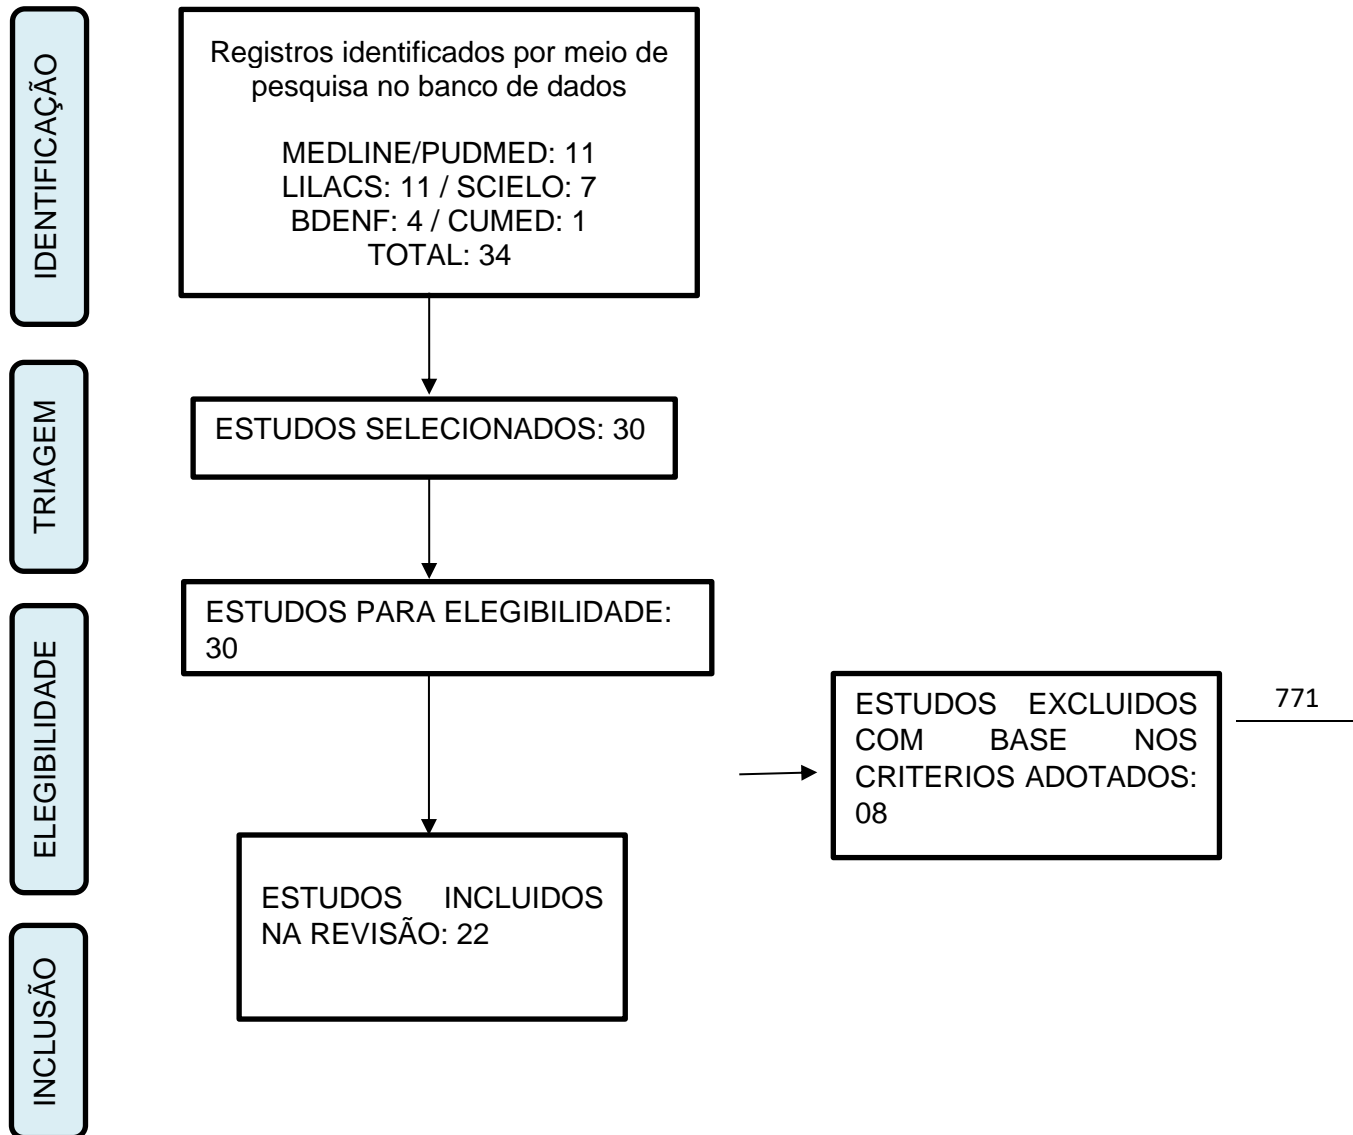 IDENTIFICAÇÃO
Registros identificados por meio de
pesquisa no banco de dados
MEDLINE/PUDMED: 11
LILACS: 11 / SCIELO: 7
BDENF: 4 / CUMED: 1
TOTAL: 34
TRIAGEM
ESTUDOS SELECIONADOS: 30
ELEGIBILIDADE
ESTUDOS PARA ELEGIBILIDADE:
30
ESTUDOS EXCLUIDOS
COM BASE NOS
CRITERIOS ADOTADOS:
08
771
INCLUSÃO
ESTUDOS INCLUIDOS
NA REVISÃO: 22